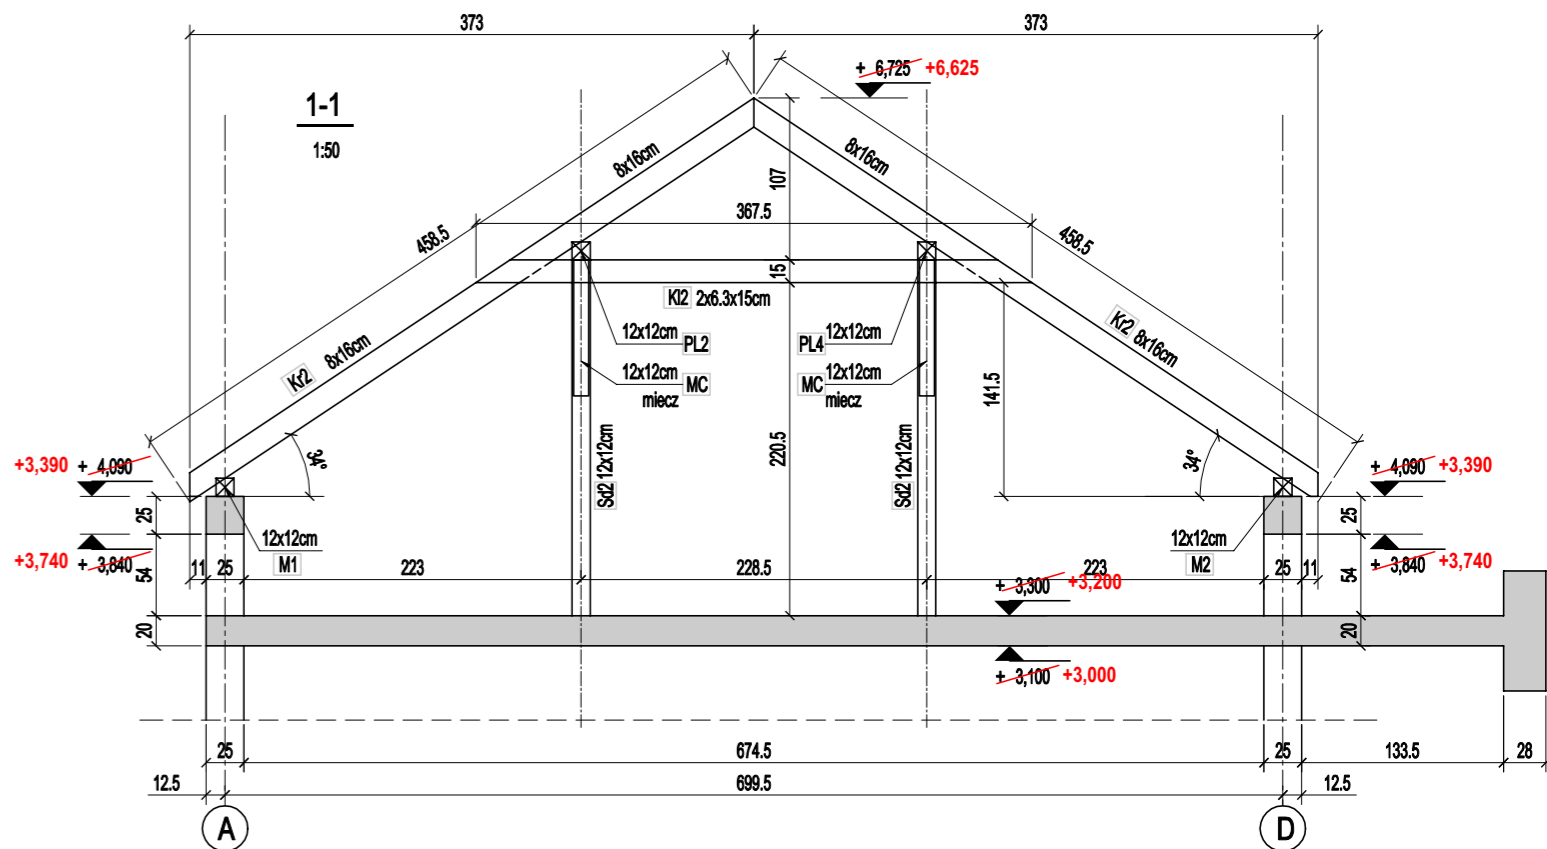 373
373
+ 6,725 +6,625
1-1
1:50
8x16cm
8x16cm
107
458.5
367.5
458.5
15
Kl2 2x6.3x15cm
12x12cm
PL2
PL4
12x12cm
12x12cm
MC
miecz
MC
12x12cm
miecz
Kr2 8x16cm
Kr2 8x16cm
141.5
220.5
34°
34°
Sd2 12x12cm
Sd2 12x12cm
+3,390 + 4,090
+ 4,090 +3,390
25
25
12x12cm
M1
12x12cm
M2
+3,740 + 3,840
+ 3,840 +3,740
54
54
11
25
223
228.5
223
25
11
+ 3,300 +3,200
20
20
+ 3,100 +3,000
25
674.5
25
133.5
28
12.5
699.5
12.5
A
D